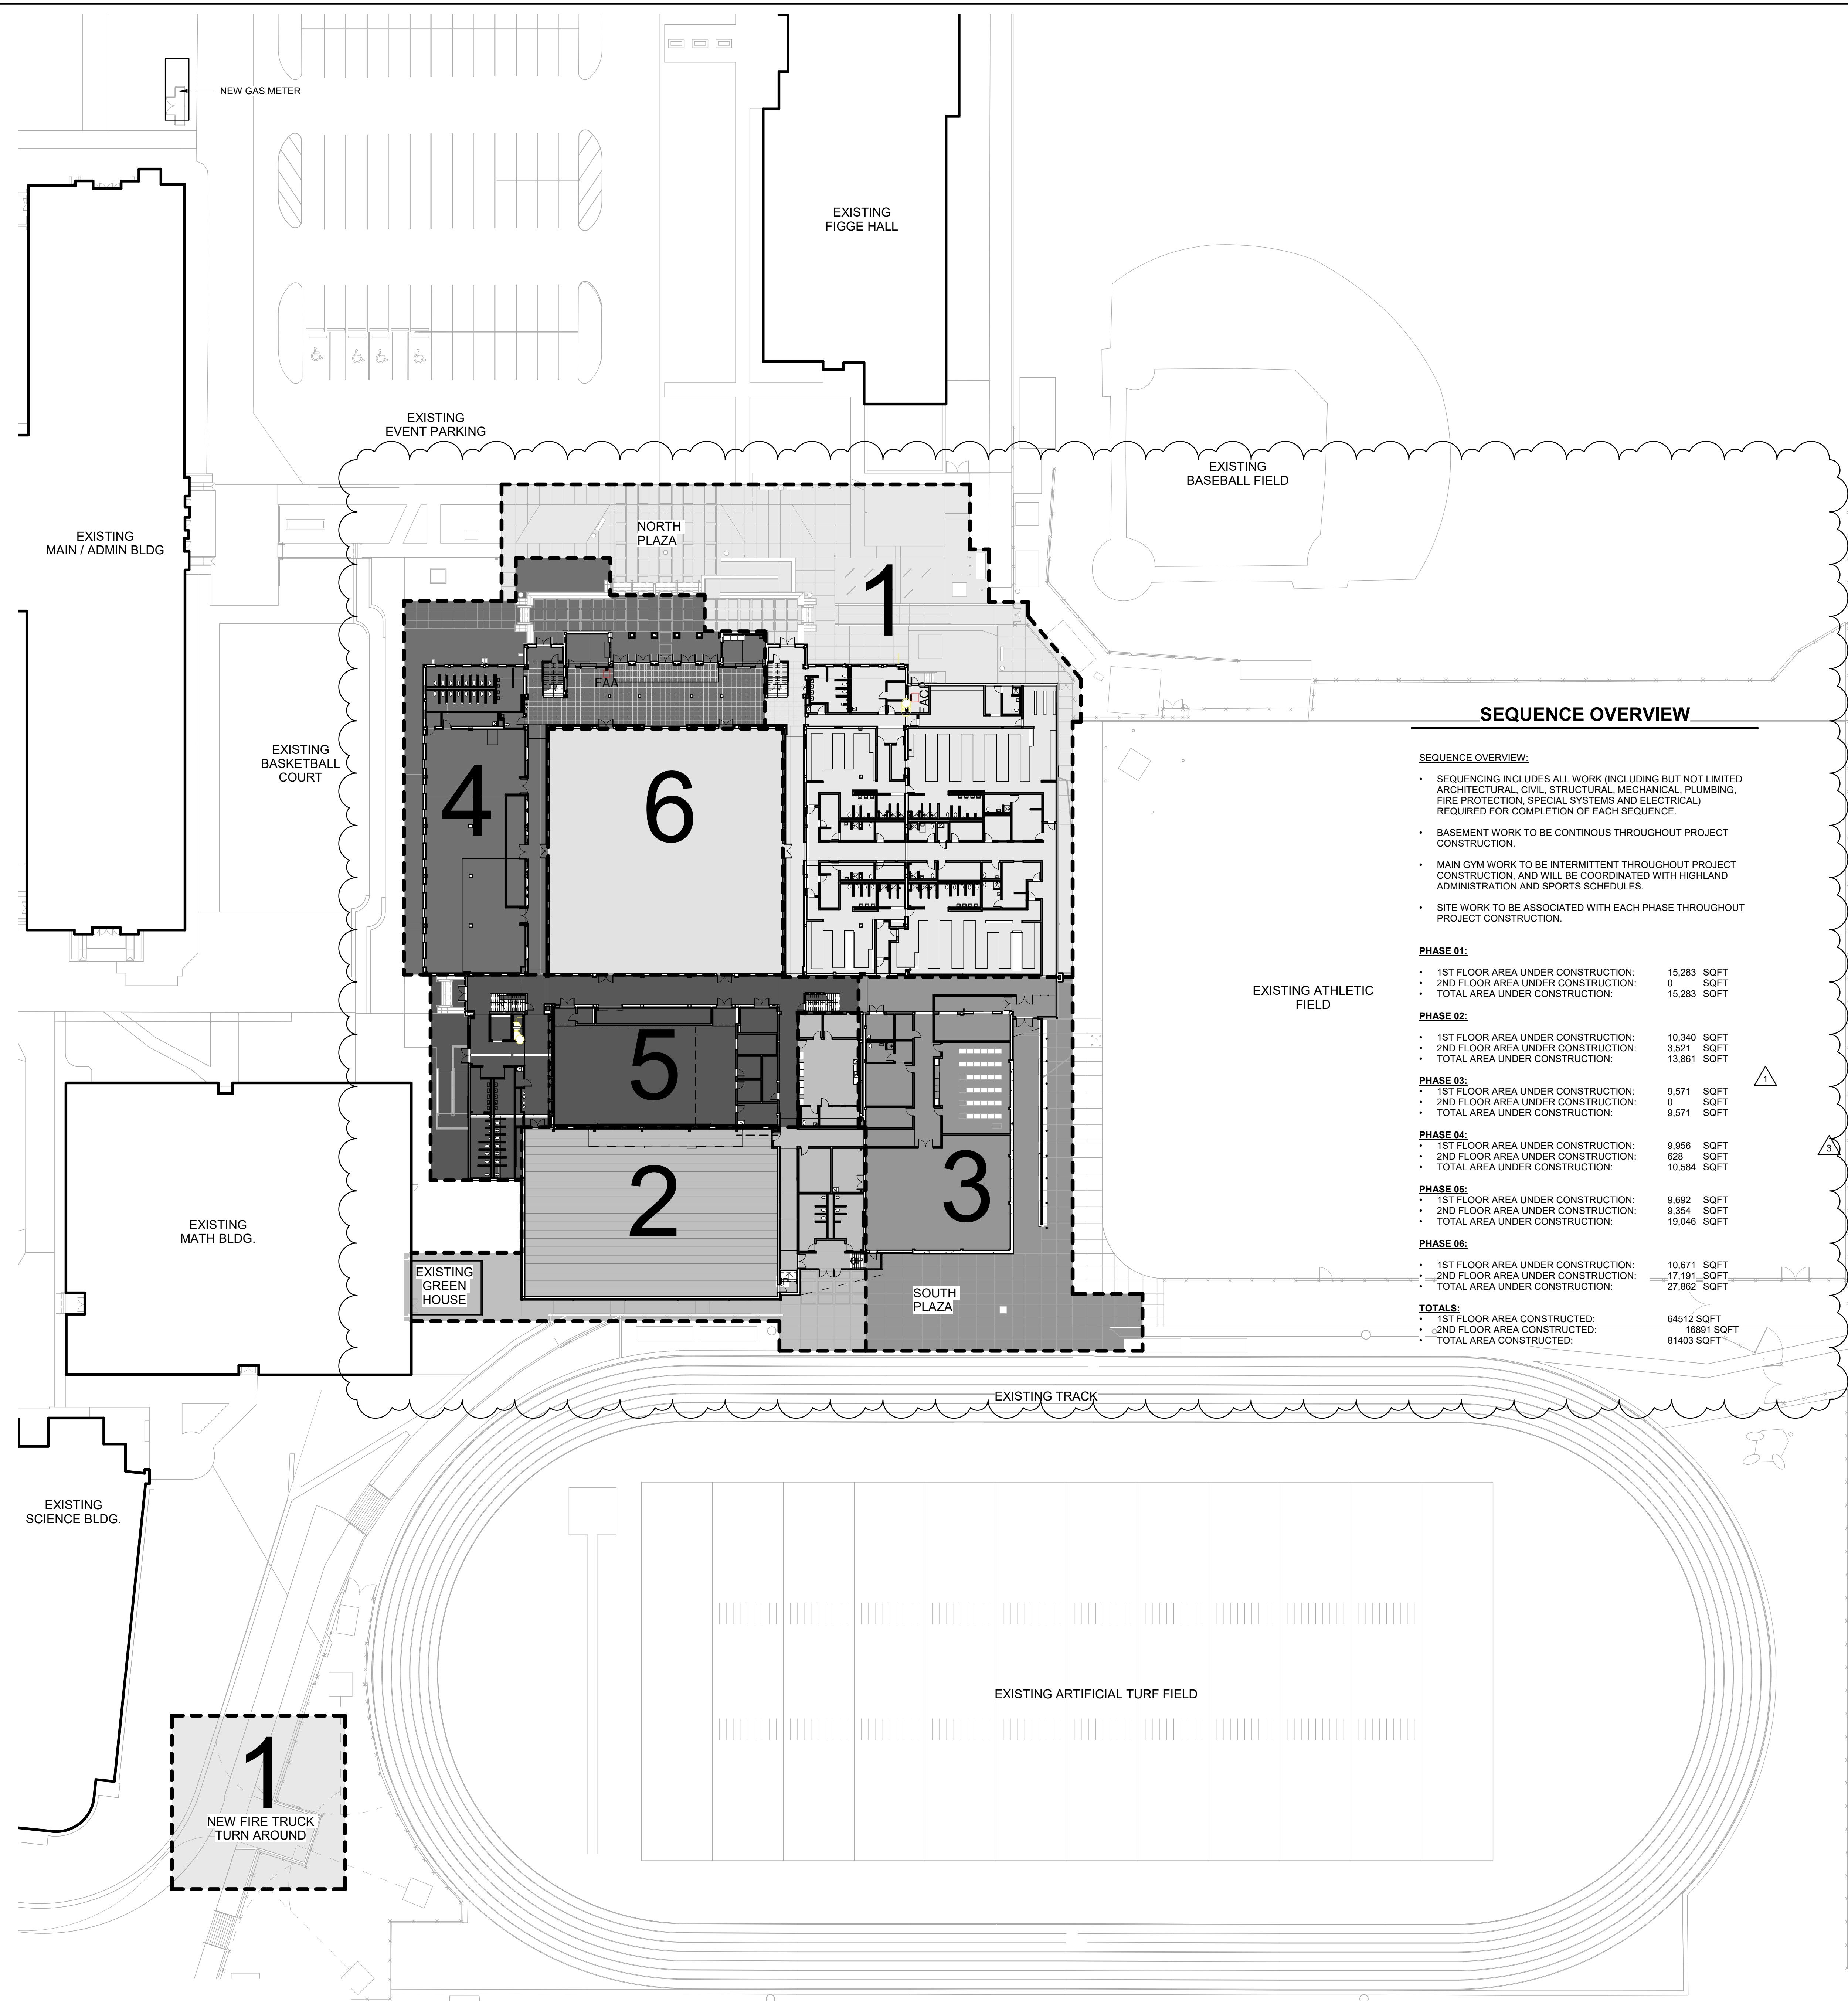 NEW GAS METER
EXISTING
FIGGE HALL
EXISTING
EVENT PARKING
EXISTING
BASEBALL FIELD
EXISTING
MAIN / ADMIN BLDG
NORTH
PLAZA
1
FAA
FACP
EXISTING
BASKETBALL
COURT
4
6
SEQUENCE OVERVIEW
SEQUENCE OVERVIEW:
• SEQUENCING INCLUDES ALL WORK (INCLUDING BUT NOT LIMITED
ARCHITECTURAL, CIVIL, STRUCTURAL, MECHANICAL, PLUMBING,
FIRE PROTECTION, SPECIAL SYSTEMS AND ELECTRICAL)
REQUIRED FOR COMPLETION OF EACH SEQUENCE.
• BASEMENT WORK TO BE CONTINOUS THROUGHOUT PROJECT
CONSTRUCTION.
• MAIN GYM WORK TO BE INTERMITTENT THROUGHOUT PROJECT
CONSTRUCTION, AND WILL BE COORDINATED WITH HIGHLAND
ADMINISTRATION AND SPORTS SCHEDULES.
• SITE WORK TO BE ASSOCIATED WITH EACH PHASE THROUGHOUT
PROJECT CONSTRUCTION.
PHASE 01:
• 1ST FLOOR AREA UNDER CONSTRUCTION: 15,283 SQFT
• 2ND FLOOR AREA UNDER CONSTRUCTION: 0 SQFT
• TOTAL AREA UNDER CONSTRUCTION: 15,283 SQFT
PHASE 02:
• 1ST FLOOR AREA UNDER CONSTRUCTION: 10,340 SQFT
• 2ND FLOOR AREA UNDER CONSTRUCTION: 3,521 SQFT
• TOTAL AREA UNDER CONSTRUCTION: 13,861 SQFT
PHASE 03:
• 1ST FLOOR AREA UNDER CONSTRUCTION: 9,571 SQFT
• 2ND FLOOR AREA UNDER CONSTRUCTION: 0 SQFT
• TOTAL AREA UNDER CONSTRUCTION: 9,571 SQFT
1
PHASE 04:
• 1ST FLOOR AREA UNDER CONSTRUCTION: 9,956 SQFT
• 2ND FLOOR AREA UNDER CONSTRUCTION: 628 SQFT
• TOTAL AREA UNDER CONSTRUCTION: 10,584 SQFT
3
PHASE 05:
• 1ST FLOOR AREA UNDER CONSTRUCTION: 9,692 SQFT
• 2ND FLOOR AREA UNDER CONSTRUCTION: 9,354 SQFT
• TOTAL AREA UNDER CONSTRUCTION: 19,046 SQFT
PHASE 06:
• 1ST FLOOR AREA UNDER CONSTRUCTION: 10,671 SQFT
• 2ND FLOOR AREA UNDER CONSTRUCTION: 17,191 SQFT
• TOTAL AREA UNDER CONSTRUCTION: 27,862 SQFT
TOTALS:
• 1ST FLOOR AREA CONSTRUCTED: 64512 SQFT
• 2ND FLOOR AREA CONSTRUCTED: 16891 SQFT
• TOTAL AREA CONSTRUCTED: 81403 SQFT
EXISTING ATHLETIC
FIELD
5
2
3
EXISTING
MATH BLDG.
EXISTING
GREEN
HOUSE
UP
UP
SOUTH
PLAZA
EXISTING TRACK
EXISTING
SCIENCE BLDG.
EXISTING ARTIFICIAL TURF FIELD
1
NEW FIRE TRUCK
TURN AROUND